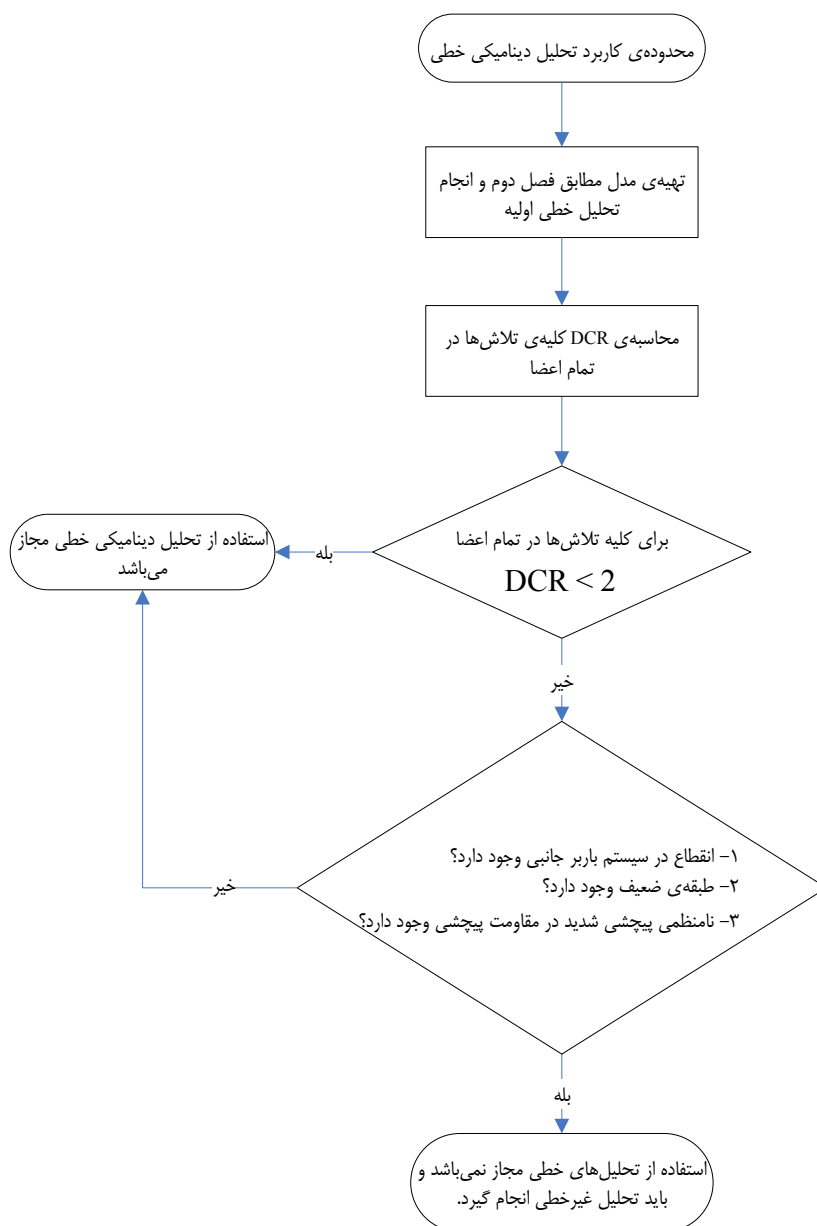 محدوده‌ی کاربرد تحلیل دینامیکی خطی
تهیه‌ی مدل مطابق فصل دوم و انجام
تحلیل خطی اولیه
محاسبه‌ی DCR کلیه‌ی تلاش‌ها در
تمام اعضا
برای کلیه تلاش‌ها در تمام اعضا
DCR < 2
بله
استفاده از تحلیل دینامیکی خطی مجاز
می‌باشد
خیر
۱- انقطاع در سیستم باربر جانبی وجود دارد؟
۲- طبقه‌ی ضعیف وجود دارد؟
۳- نامنظمی پیچشی شدید در مقاومت پیچشی وجود دارد؟
خیر
بله
استفاده از تحلیل‌های خطی مجاز نمی‌باشد و
باید تحلیل غیرخطی انجام گیرد.